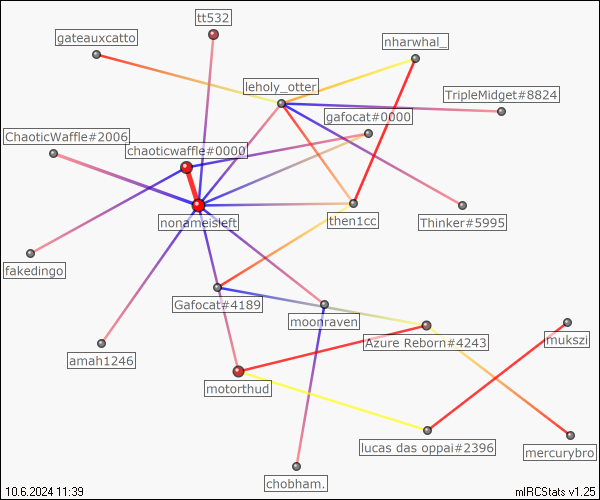 tt532
gateauxcatto
nharwhal_
leholy_otter
TripleMidget#8824
gafocat#0000
ChaoticWaffle#2006
chaoticwaffle#0000
nonameisleft
then1cc
Thinker#5995
fakedingo
Gafocat#4189
moonraven
Azure Reborn#4243
mukszi
amah1246
motorthud
lucas das oppai#2396
mercurybro
chobham.
10.6.2024 11:39
mIRCStats v1.25